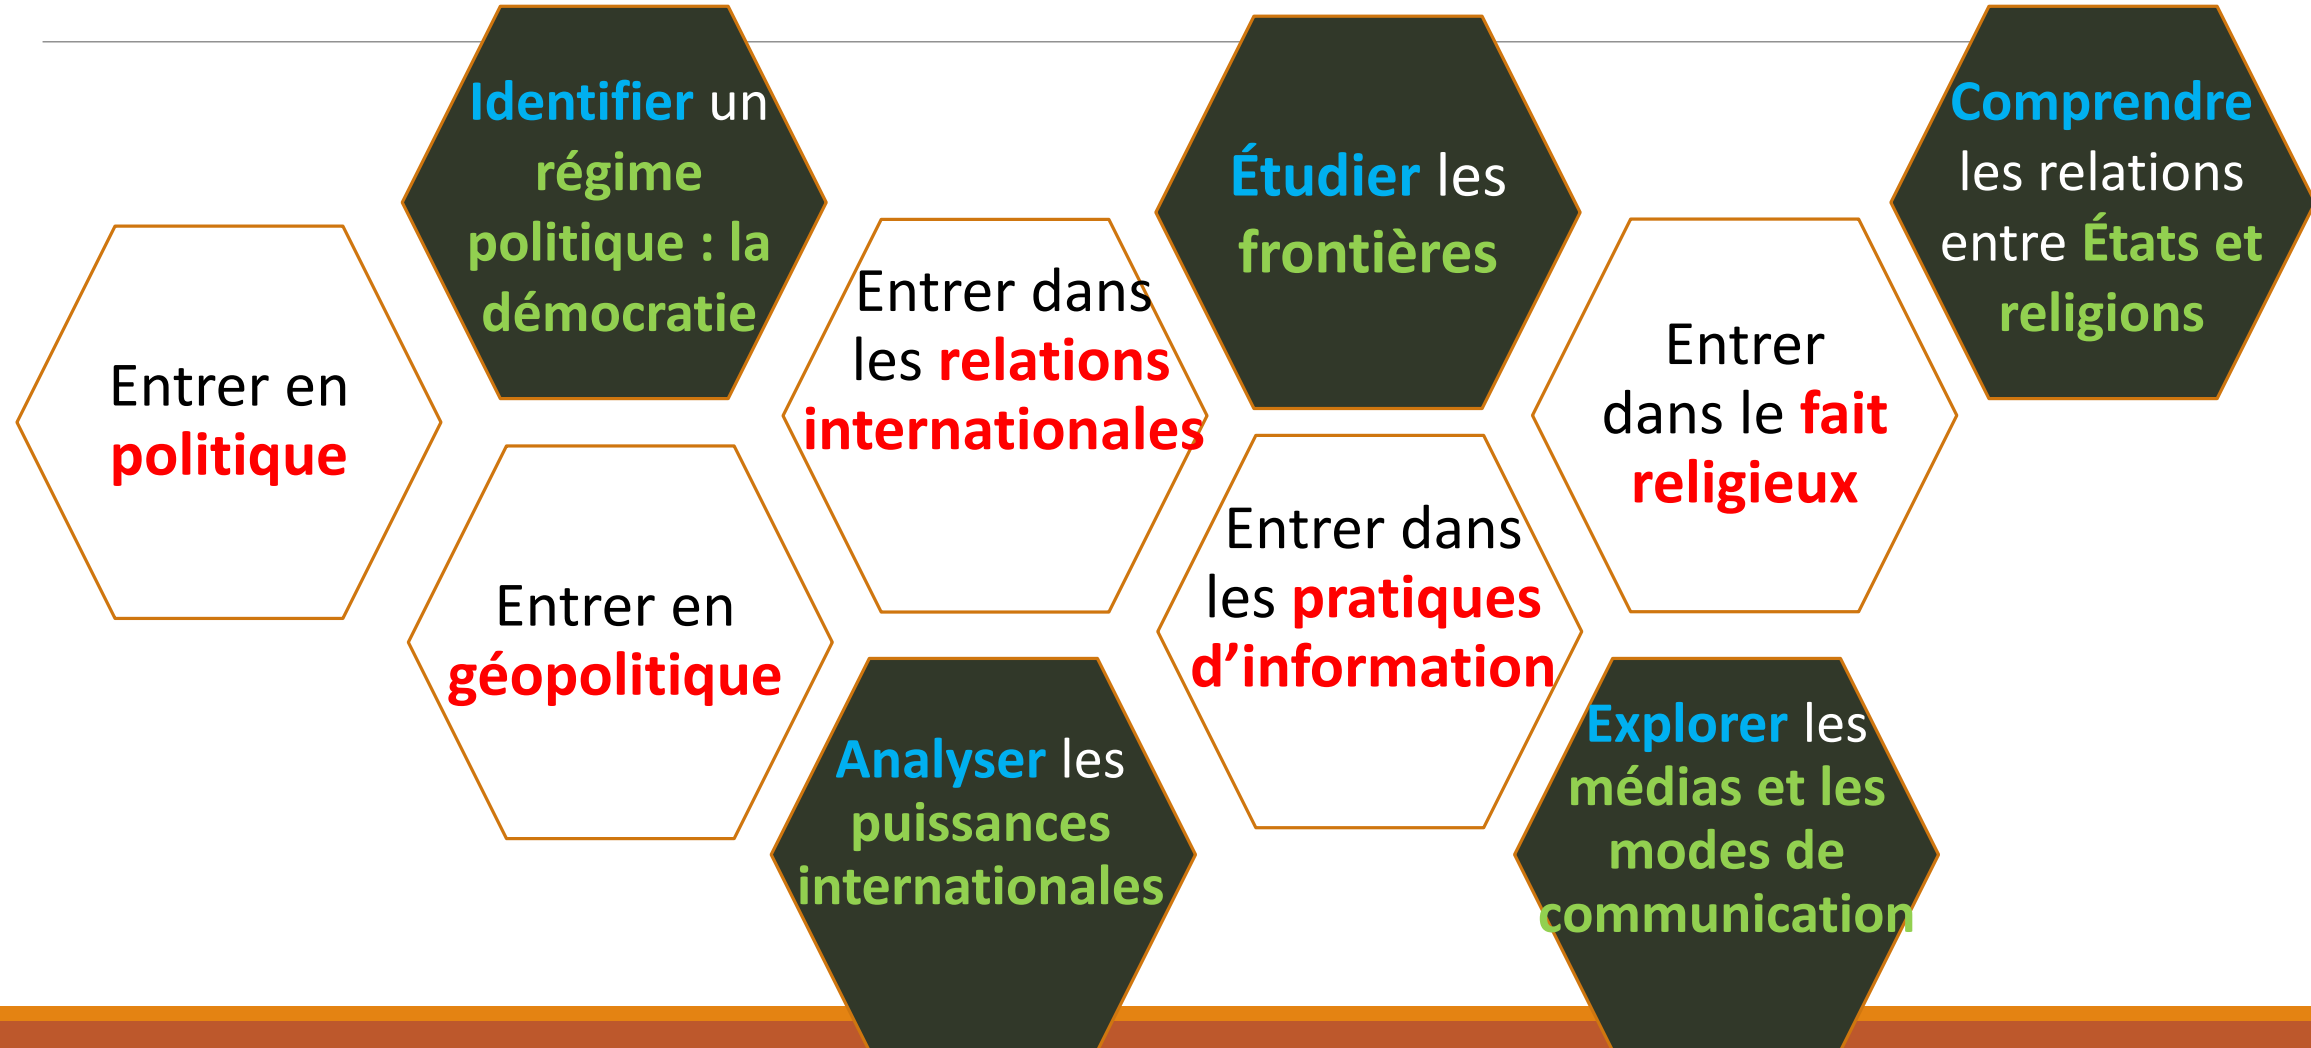 Entrer en
politique
Identifier un
régime
politique : la
démocratie
Entrer en
géopolitique
Entrer dans
les relations
internationales
Analyser les
puissances
internationales
Étudier les
frontières
Entrer dans
les pratiques
d’information
Entrer
dans le fait
religieux
Explorer les
médias et les
modes de
communication
Comprendre
les relations
entre États et
religions